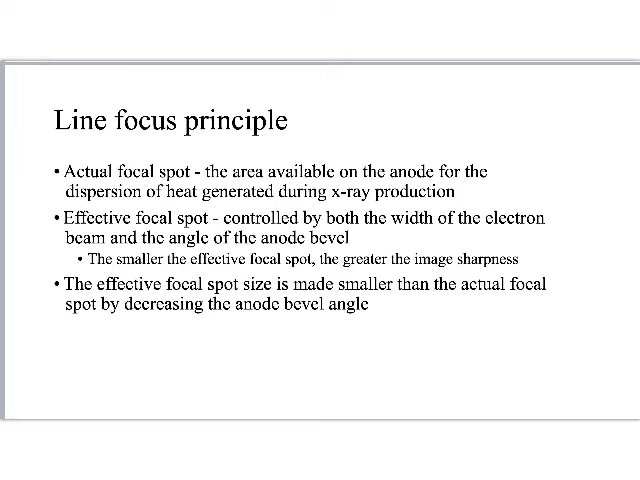 Line focus principle
• Actual focal spot - the area available on the anode for the
dispersion of heat generated during x-ray production
• Effective focal spot - controlled by both the width of the electron
beam and the angle of the anode bevel
• The smaller the effective focal spot, the greater the image sharpness
• The effective focal spot size is made smaller than the actual focal
spot by decreasing the anode bevel angle